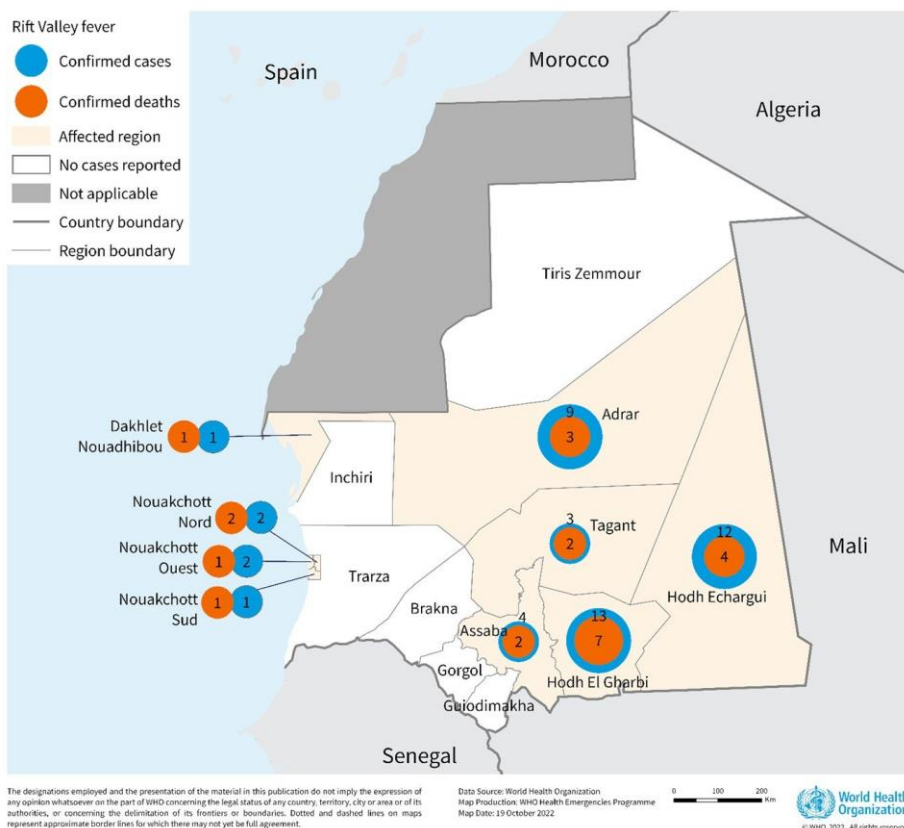 Rift Valley fever
Confirmed cases
Confirmed deaths
Affected region
No cases reported
Not applicable
Country boundary
Region boundary
Spain
Morocco
Algeria
Tiris Zemmour
Dakhlet
Nouadhibou
1
1
9
3
Adrar
Inchiri
Nouakchott
Nord
2
2
3
2
Tagant
12
4
Hodh Echargui
Mali
Nouakchott
Ouest
1
2
Trarza
Nouakchott
Sud
1
1
Brakna
4
Assaba
2
13
7
Hodh El Gharbi
Gorgol
Guiodimakha
Senegal
The designations employed and the presentation of the material in this publication do not imply the expression of
any opinion whatsoever on the part of WHO concerning the legal status of any country, territory, city or area or of its
authorities, or concerning the delimitation of its frontiers or boundaries. Dotted and dashed lines on maps
represent approximate border lines for which there may not yet be full agreement.
Data Source: World Health Organization
Map Production: WHO Health Emergencies Programme
Map Date: 19 October 2022
0 100 200
Km
World Health
Organization
© WHO 2022. All rights reserved